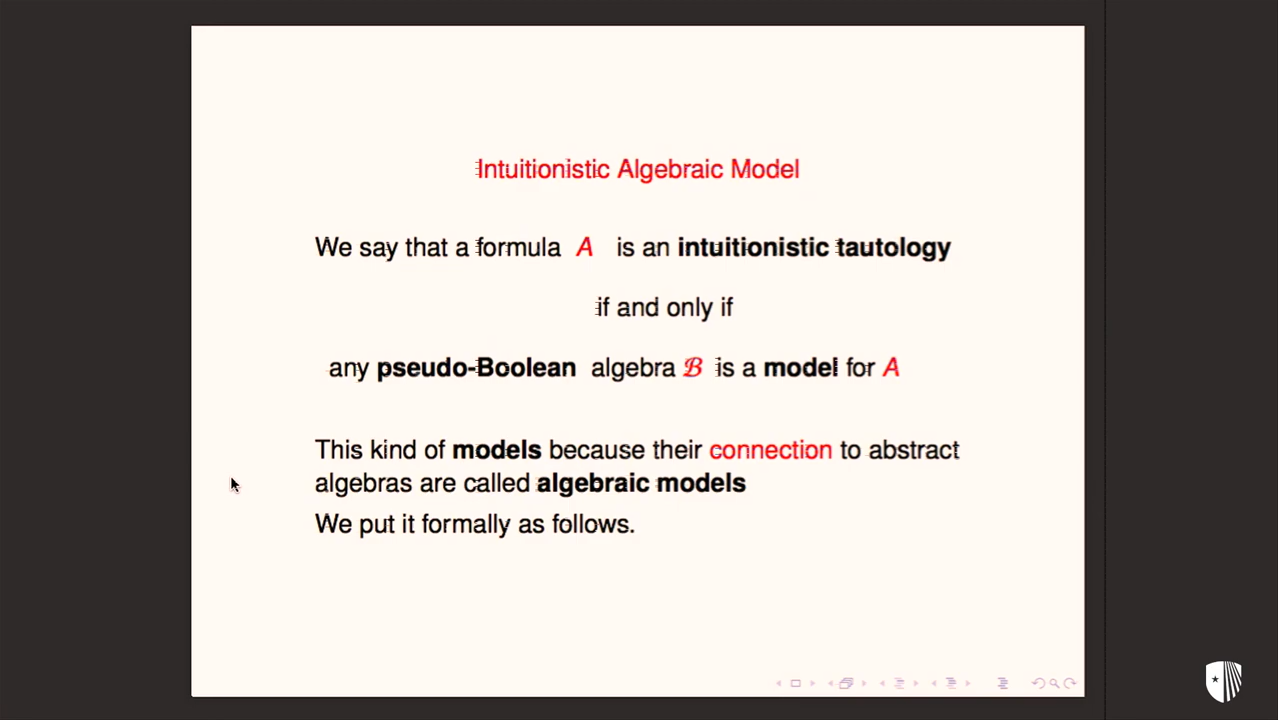 Intuitionistic Algebraic Model
We say that a formula A is an intuitionistic tautology
if and only if
any pseudo-Boolean algebra ℬ is a model for A
This kind of models because their connection to abstract
algebras are called algebraic models
We put it formally as follows.